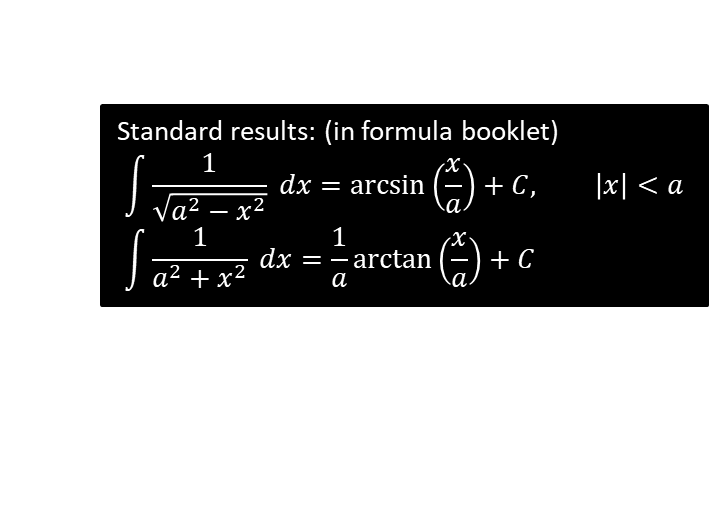 Standard results: (in formula booklet)
∫ 1/√(a² − x²) dx = arcsin (x/a) + C,  |x| < a
∫ 1/(a² + x²) dx = 1/a arctan (x/a) + C